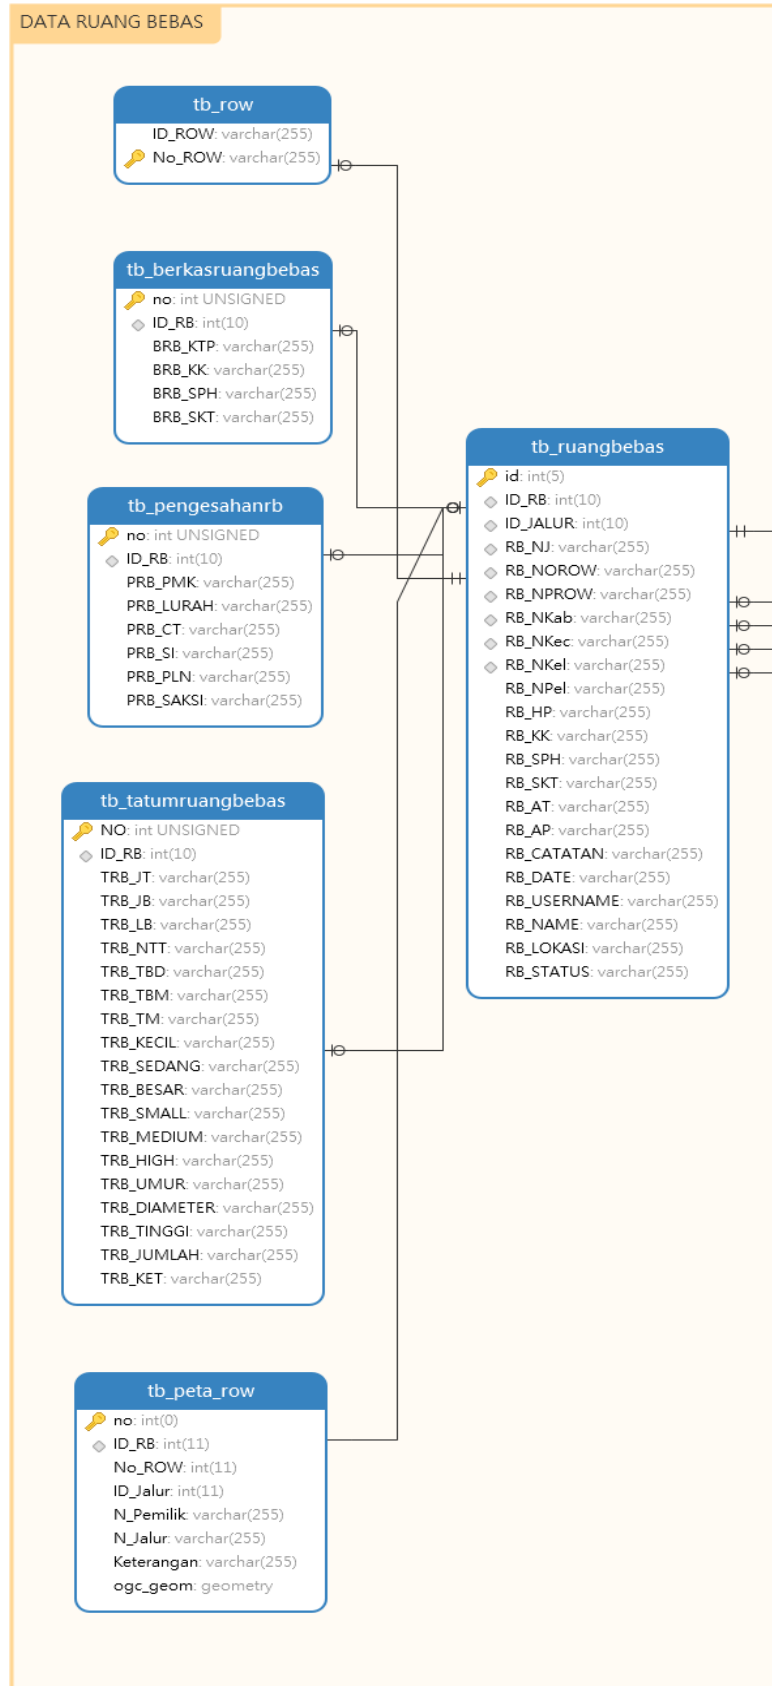 DATA RUANG BEBAS
tb_row
ID_ROW: varchar(255)
No_ROW: varchar(255)
tb_berkasruangbebas
no: int UNSIGNED
ID_RB: int(10)
BRB_KTP: varchar(255)
BRB_KK: varchar(255)
BRB_SPH: varchar(255)
BRB_SKT: varchar(255)
tb_pengesahanrb
no: int UNSIGNED
ID_RB: int(10)
PRB_PMK: varchar(255)
PRB_LURAH: varchar(255)
PRB_CT: varchar(255)
PRB_SI: varchar(255)
PRB_PLN: varchar(255)
PRB_SAKSI: varchar(255)
tb_tatumruangbebas
NO: int UNSIGNED
ID_RB: int(10)
TRB_JT: varchar(255)
TRB_JB: varchar(255)
TRB_LB: varchar(255)
TRB_NTT: varchar(255)
TRB_TBD: varchar(255)
TRB_TBM: varchar(255)
TRB_TM: varchar(255)
TRB_KECIL: varchar(255)
TRB_SEDANG: varchar(255)
TRB_BESAR: varchar(255)
TRB_SMALL: varchar(255)
TRB_MEDIUM: varchar(255)
TRB_HIGH: varchar(255)
TRB_UMUR: varchar(255)
TRB_DIAMETER: varchar(255)
TRB_TINGGI: varchar(255)
TRB_JUMLAH: varchar(255)
TRB_KET: varchar(255)
tb_peta_row
no: int(0)
ID_RB: int(11)
No_ROW: int(11)
ID_Jalur: int(11)
N_Pemilik: varchar(255)
N_Jalur: varchar(255)
Keterangan: varchar(255)
ogc_geom: geometry
tb_ruangbebas
id: int(5)
ID_RB: int(10)
ID_JALUR: int(10)
RB_NJ: varchar(255)
RB_NOROW: varchar(255)
RB_NPROW: varchar(255)
RB_NKab: varchar(255)
RB_NKec: varchar(255)
RB_NKel: varchar(255)
RB_NPel: varchar(255)
RB_HP: varchar(255)
RB_KK: varchar(255)
RB_SPH: varchar(255)
RB_SKT: varchar(255)
RB_AT: varchar(255)
RB_AP: varchar(255)
RB_CATATAN: varchar(255)
RB_DATE: varchar(255)
RB_USERNAME: varchar(255)
RB_NAME: varchar(255)
RB_LOKASI: varchar(255)
RB_STATUS: varchar(255)